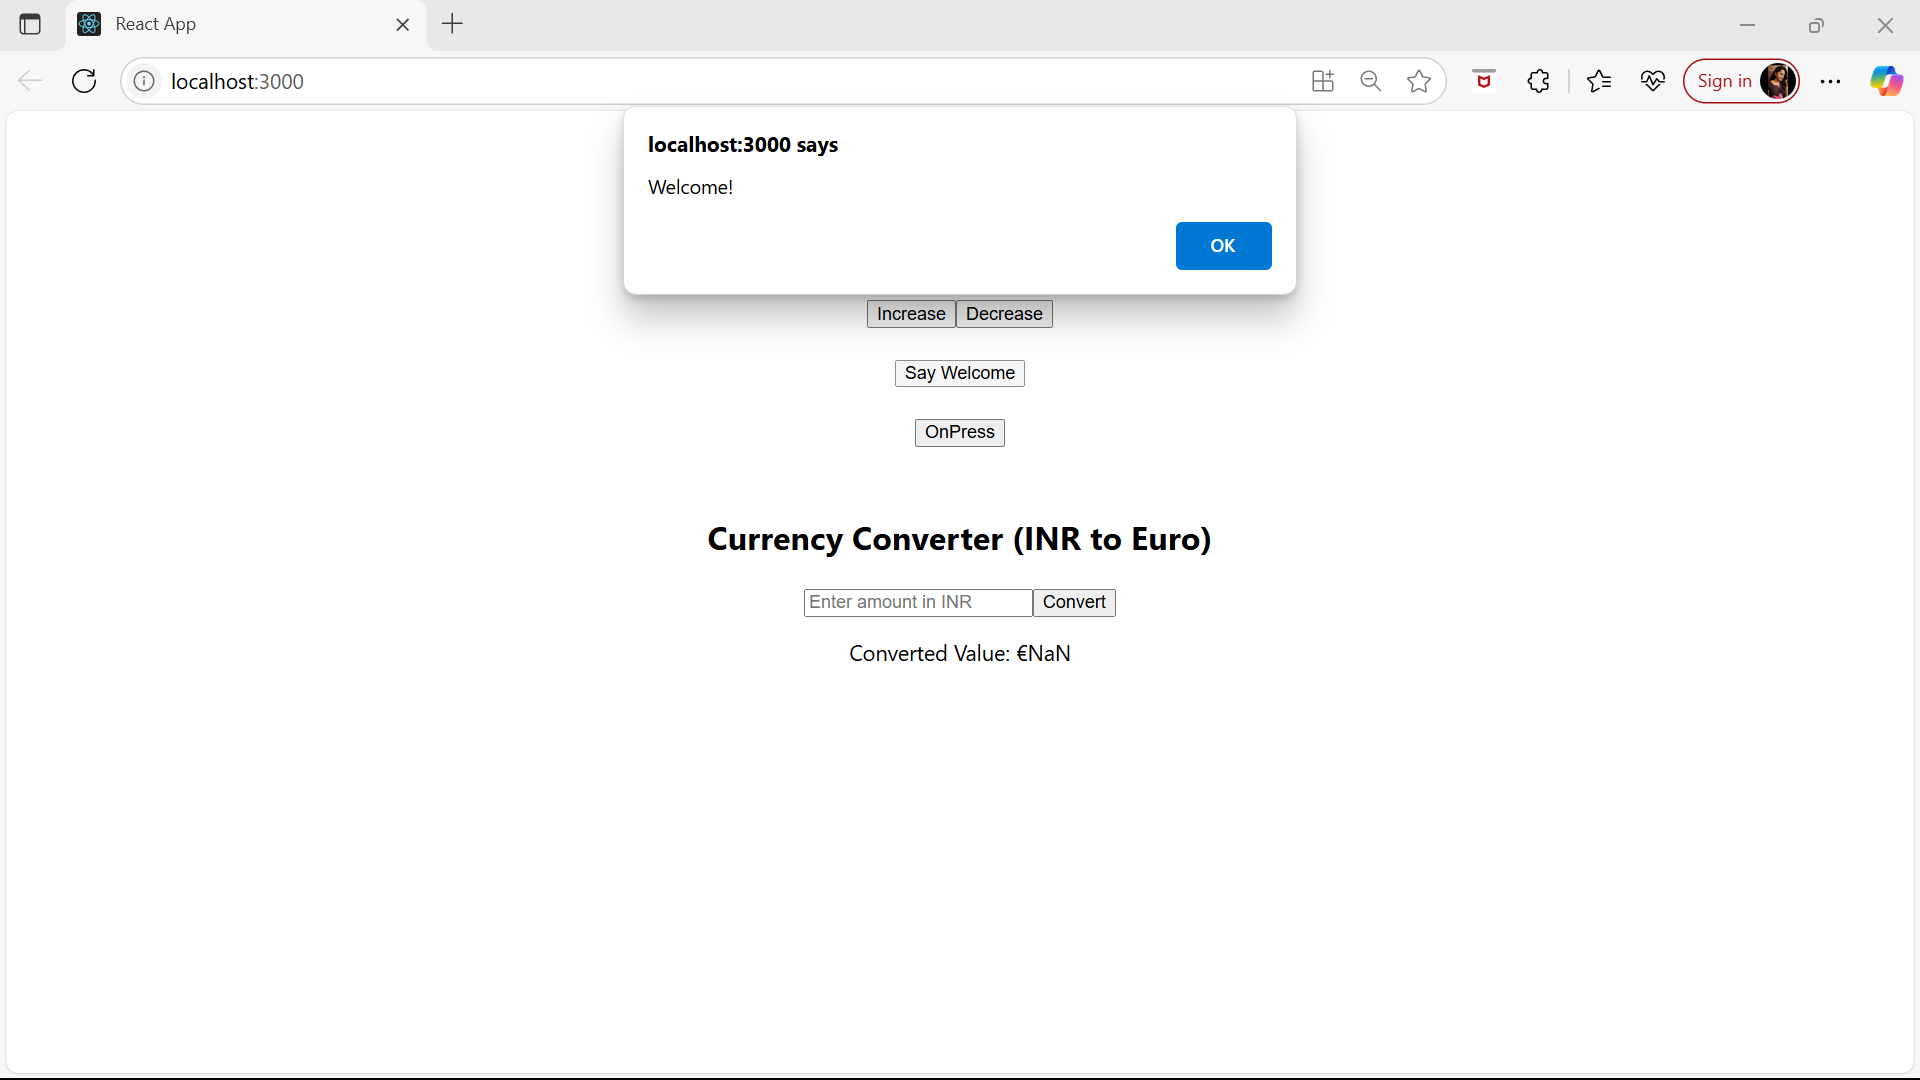 React App
localhost:3000
Sign in
localhost:3000 says
Welcome!
OK
Increase Decrease
Say Welcome
OnPress
Currency Converter (INR to Euro)
Enter amount in INR Convert
Converted Value: €NaN